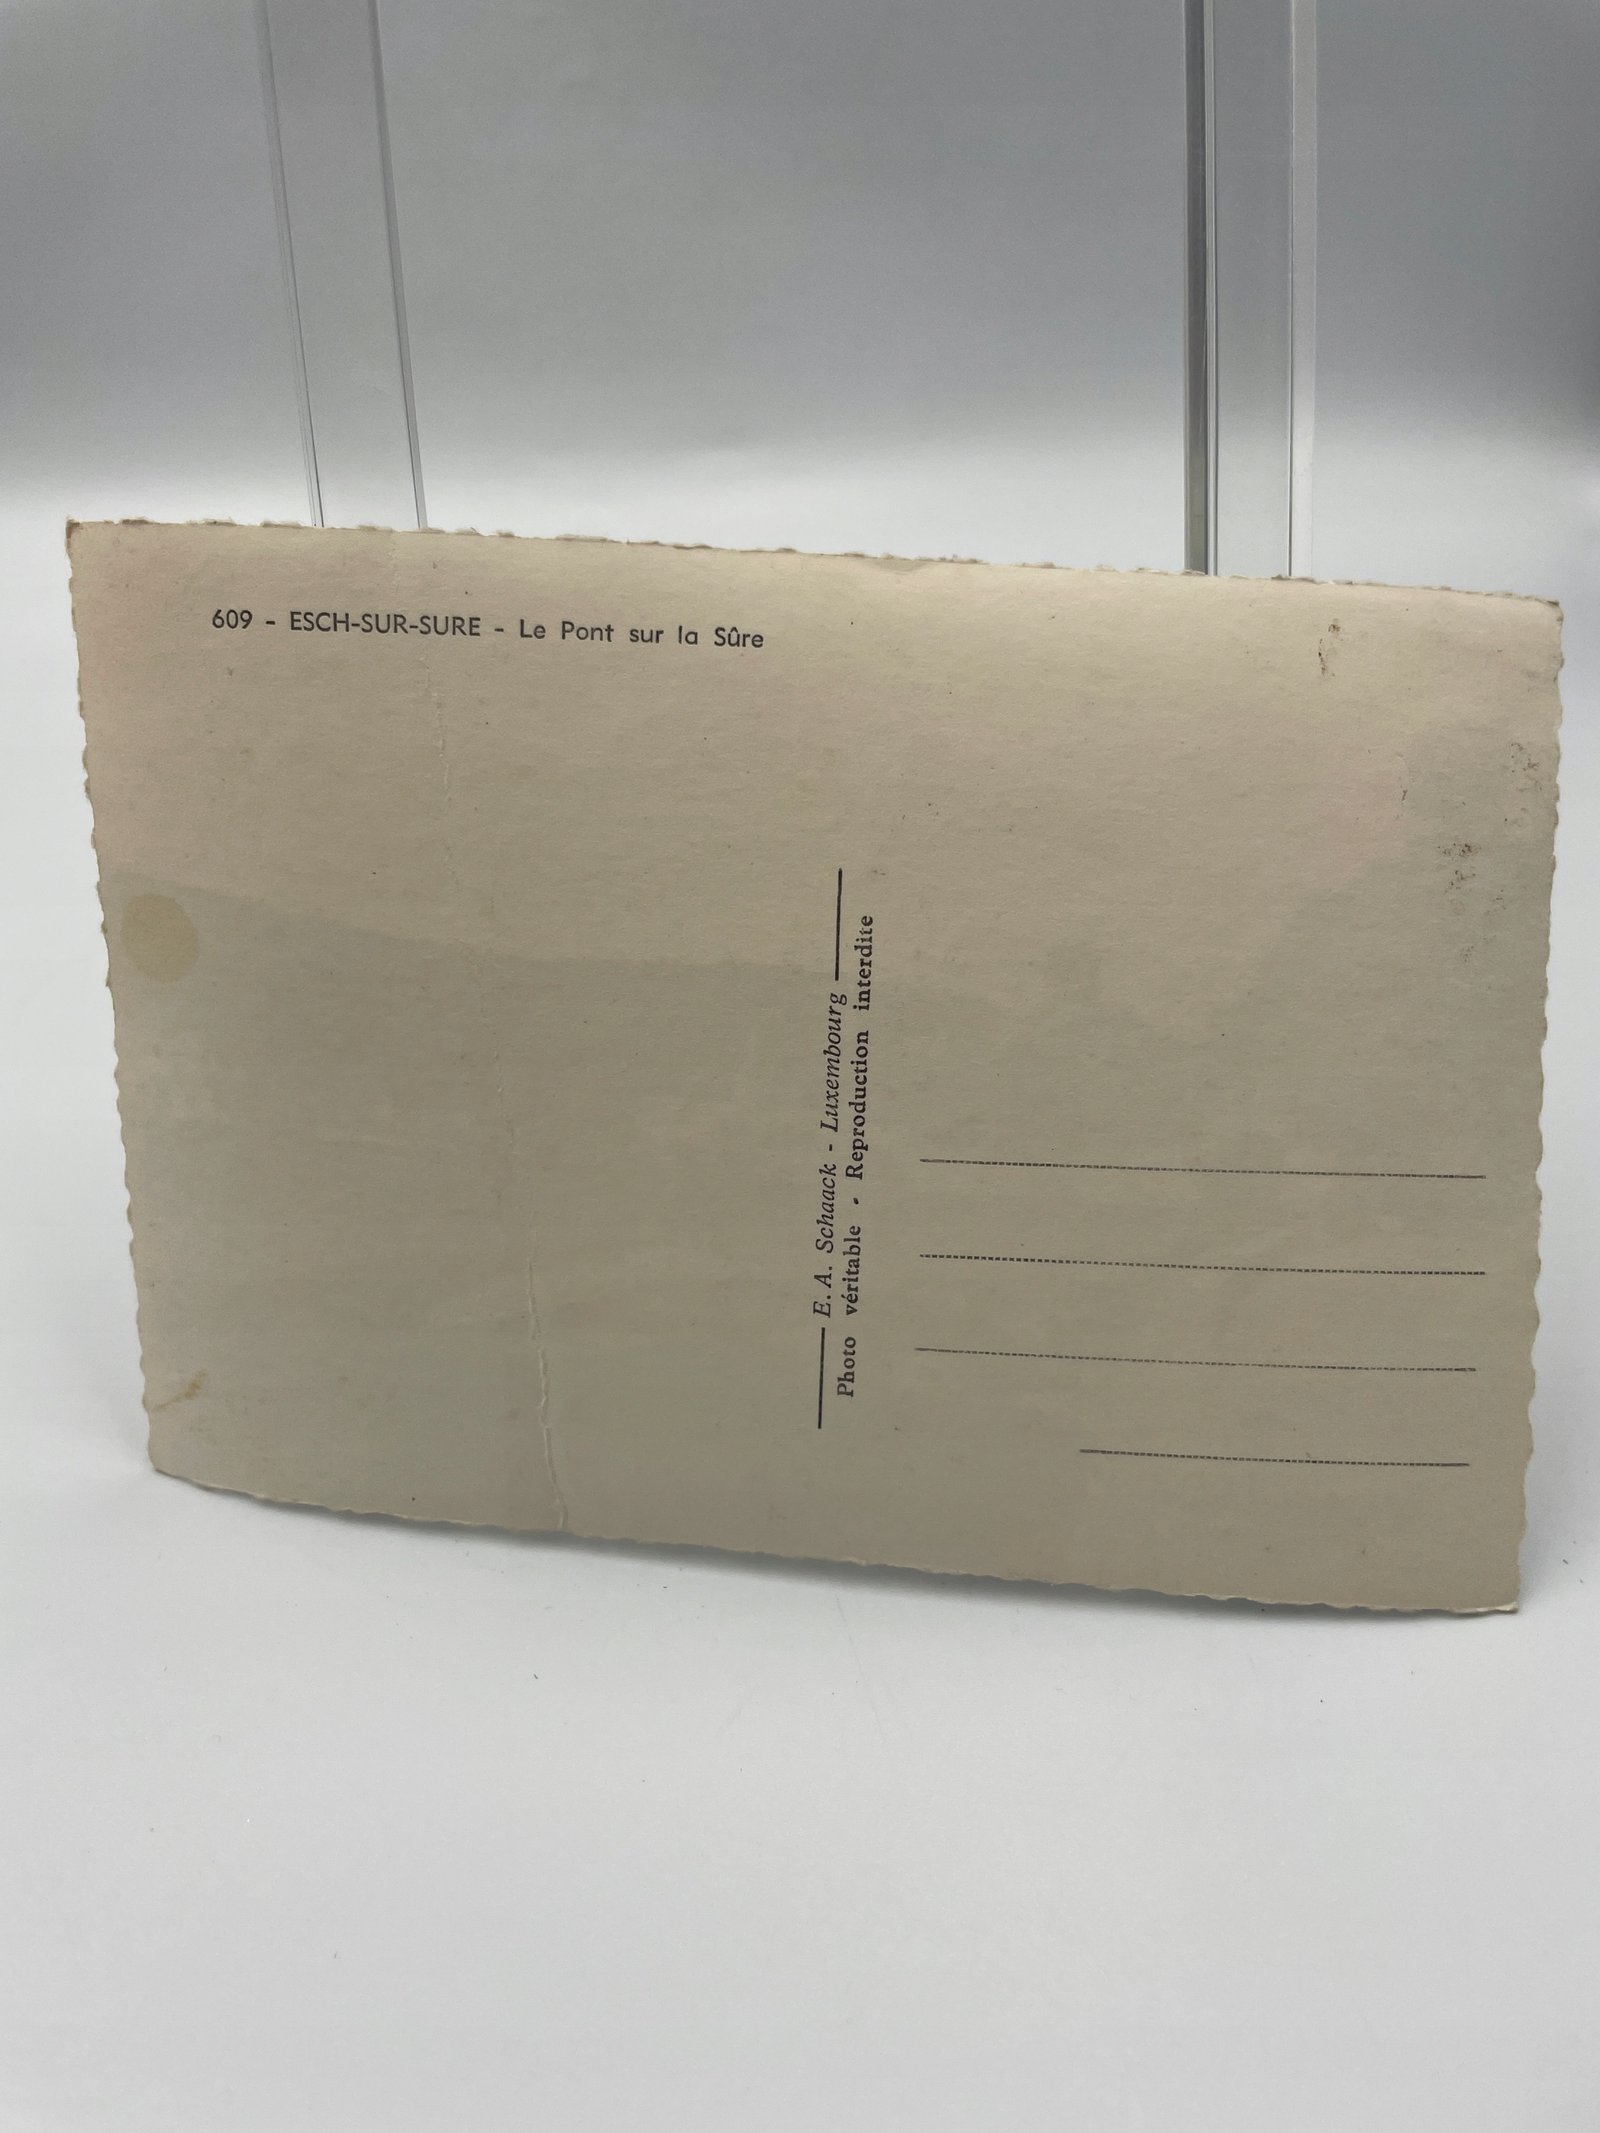 609 - ESCH-SUR-SURE - Le Pont sur la Sûre
E. A. Schaack - Luxembourg
Photo véritable - Reproduction interdite